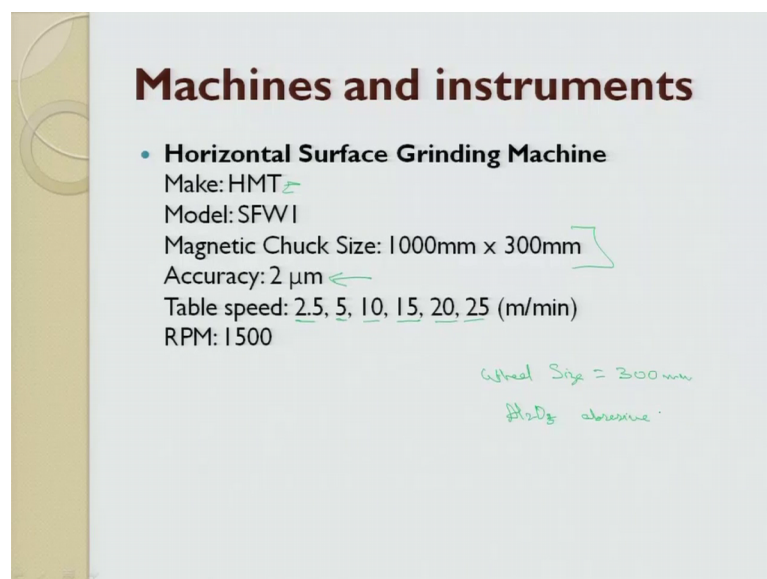 Machines and instruments
• Horizontal Surface Grinding Machine
Make: HMT
Model: SFW1
Magnetic Chuck Size: 1000mm x 300mm
Accuracy: 2 μm
Table speed: 2.5, 5, 10, 15, 20, 25 (m/min)
RPM: 1500
Wheel Size = 300 mm
Al2O3 abresive.